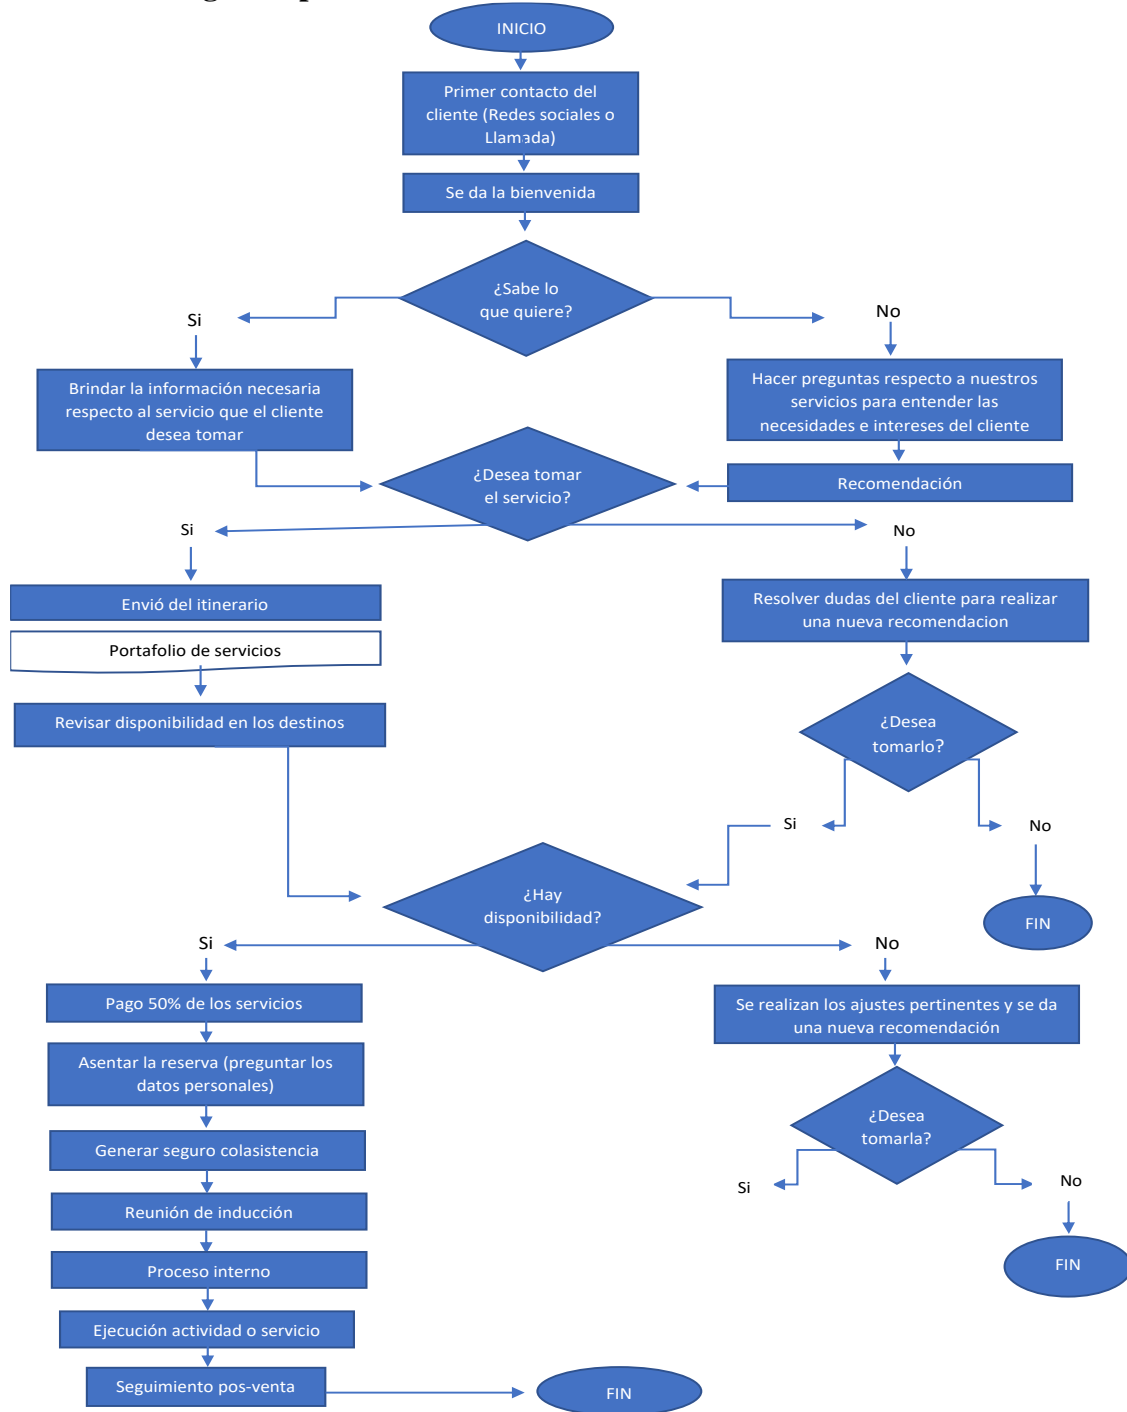 INICIO
Primer contacto del
cliente (Redes sociales o
Llamada)
Se da la bienvenida
¿Sabe lo
que quiere?
Si
No
Brindar la información necesaria
respecto al servicio que el cliente
desea tomar
Hacer preguntas respecto a nuestros
servicios para entender las
necesidades e intereses del cliente
¿Desea tomar
el servicio?
Recomendación
Si
No
Envió del itinerario
Portafolio de servicios
Revisar disponibilidad en los destinos
Resolver dudas del cliente para realizar
una nueva recomendacion
¿Desea
tomarlo?
Si
No
FIN
¿Hay
disponibilidad?
Si
No
Pago 50% de los servicios
Asentar la reserva (preguntar los
datos personales)
Generar seguro colasistencia
Reunión de inducción
Proceso interno
Ejecución actividad o servicio
Seguimiento pos-venta
FIN
Se realizan los ajustes pertinentes y se da
una nueva recomendación
¿Desea
tomarla?
Si
No
FIN